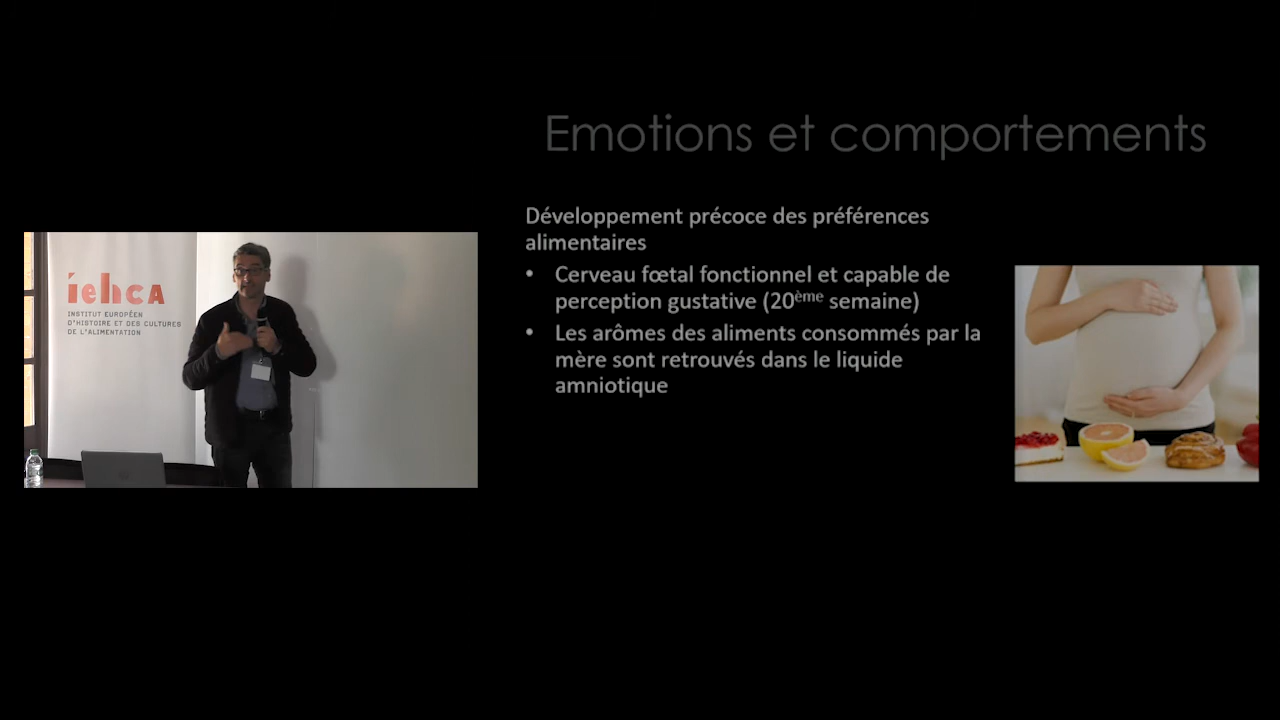 Emotions et comportements
Développement précoce des préférences
alimentaires
• Cerveau fœtal fonctionnel et capable de
perception gustative (20ème semaine)
• Les arômes des aliments consommés par la
mère sont retrouvés dans le liquide
amniotique
iehca
INSTITUT EUROPÉEN
D'HISTOIRE ET DES CULTURES
DE L'ALIMENTATION